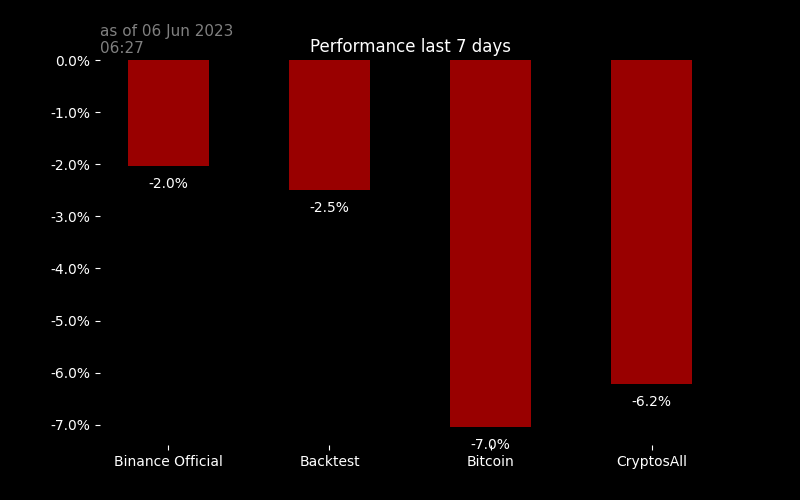 as of 06 Jun 2023
06:27
Performance last 7 days
0.0%
-1.0%
-2.0%
-3.0%
-4.0%
-5.0%
-6.0%
-7.0%
-2.0%
-2.5%
-7.0%
-6.2%
Binance Official
Backtest
Bitcoin
CryptosAll